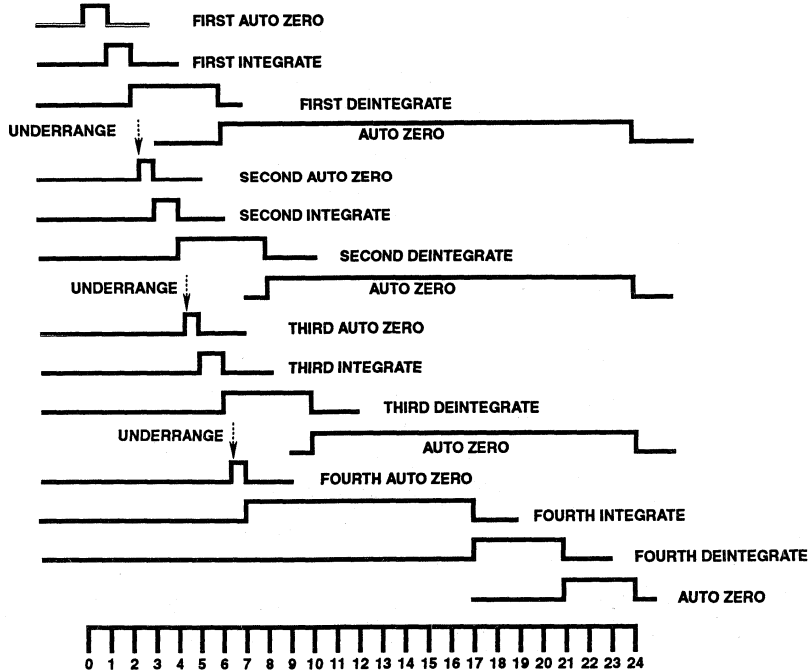 FIRST AUTO ZERO
FIRST INTEGRATE
FIRST DEINTEGRATE
UNDERRANGE
AUTO ZERO
SECOND AUTO ZERO
SECOND INTEGRATE
SECOND DEINTEGRATE
UNDERRANGE
AUTO ZERO
THIRD AUTO ZERO
THIRD INTEGRATE
THIRD DEINTEGRATE
UNDERRANGE
AUTO ZERO
FOURTH AUTO ZERO
FOURTH INTEGRATE
FOURTH DEINTEGRATE
AUTO ZERO
0 1 2 3 4 5 6 7 8 9 10 11 12 13 14 15 16 17 18 19 20 21 22 23 24